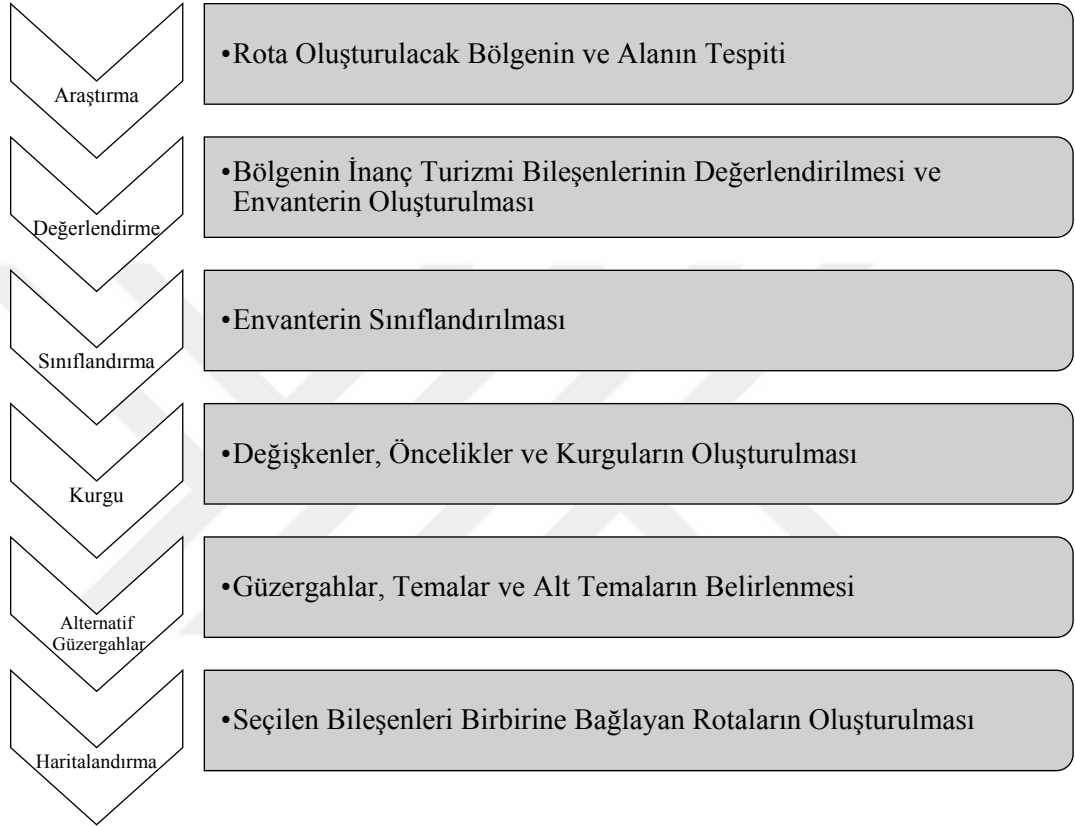 Araştırma
•Rota Oluşturulacak Bölgenin ve Alanın Tespiti
Değerlendirme
•Bölgenin İnanç Turizmi Bileşenlerinin Değerlendirilmesi ve
Envanterin Oluşturulması
Sınıflandırma
•Envanterin Sınıflandırılması
Kurgu
•Değişkenler, Öncelikler ve Kurguların Oluşturulması
Alternatif
Güzergahlar
•Güzergahlar, Temalar ve Alt Temaların Belirlenmesi
Haritalandırma
•Seçilen Bileşenleri Birbirine Bağlayan Rotaların Oluşturulması